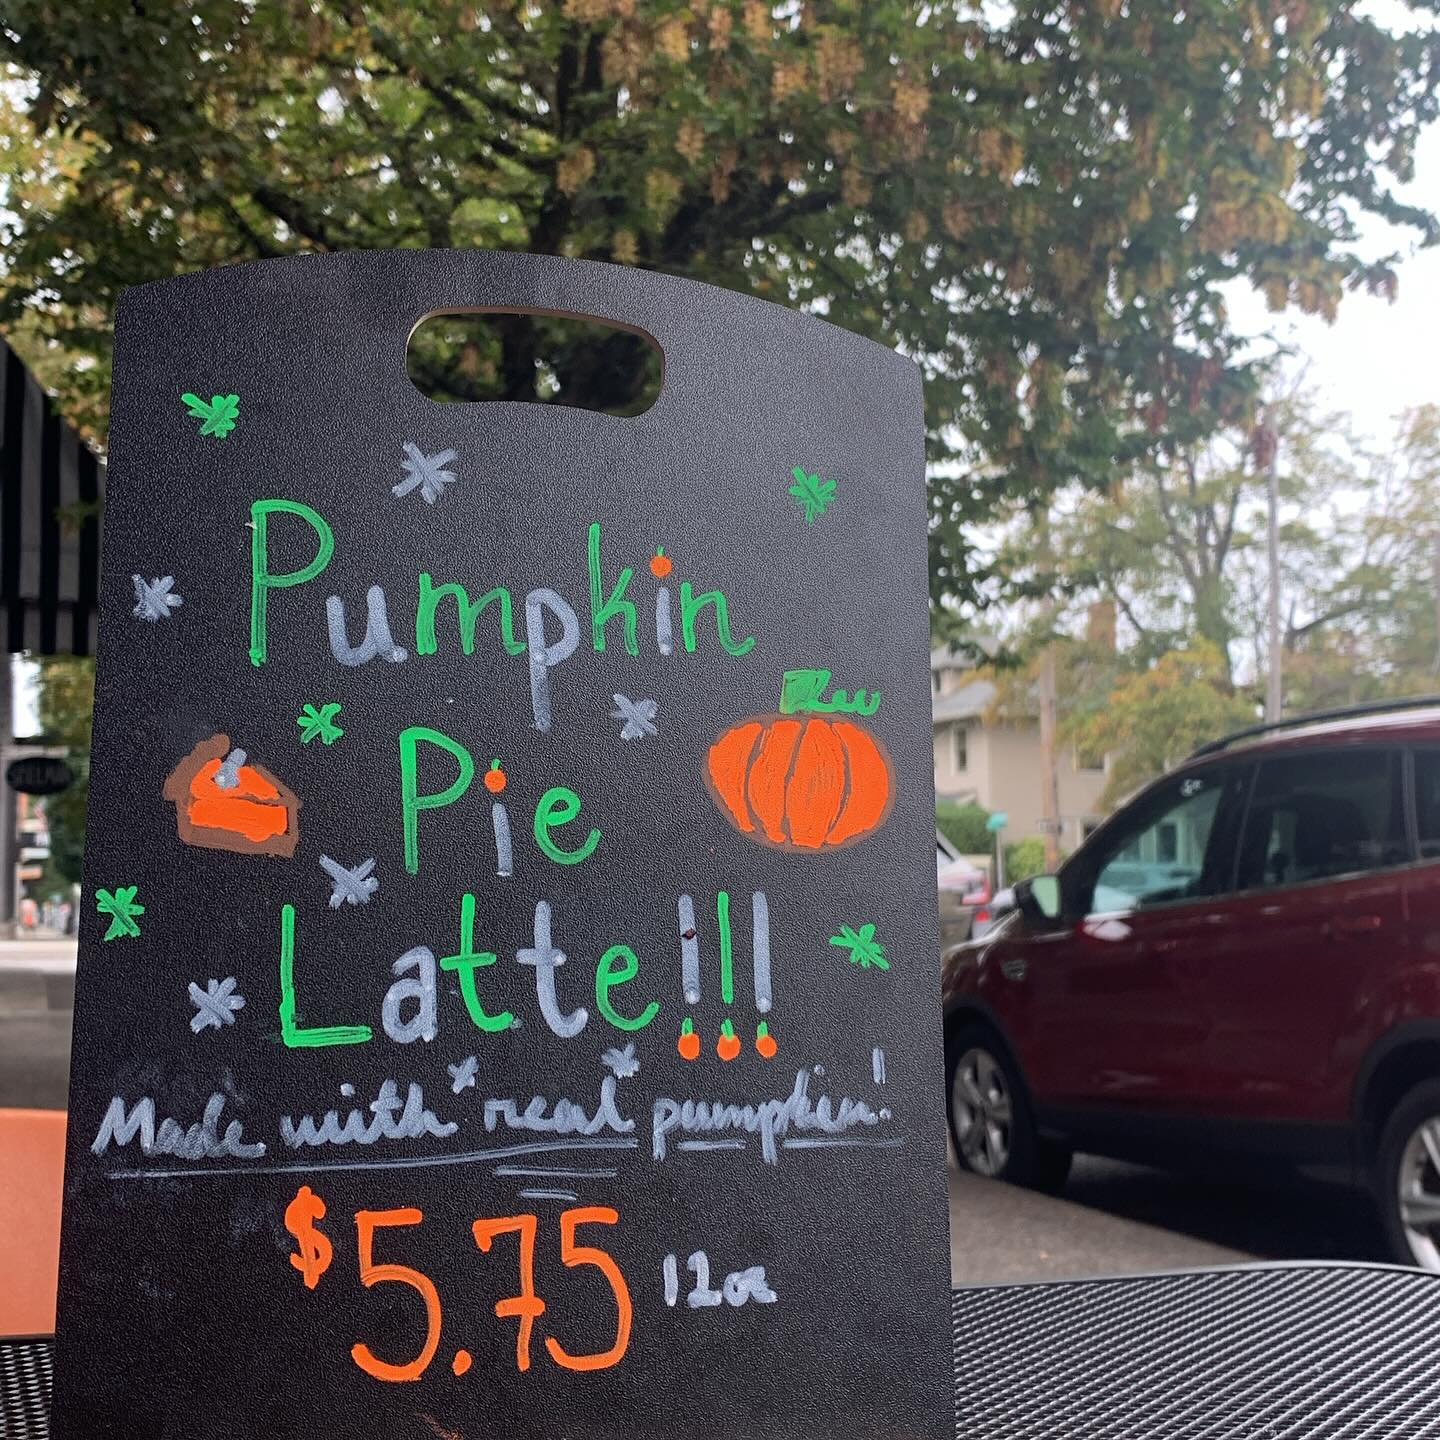 Pumpkin
Pie
Latte!!!
Made with real pumpkin!
$5.75 12oz